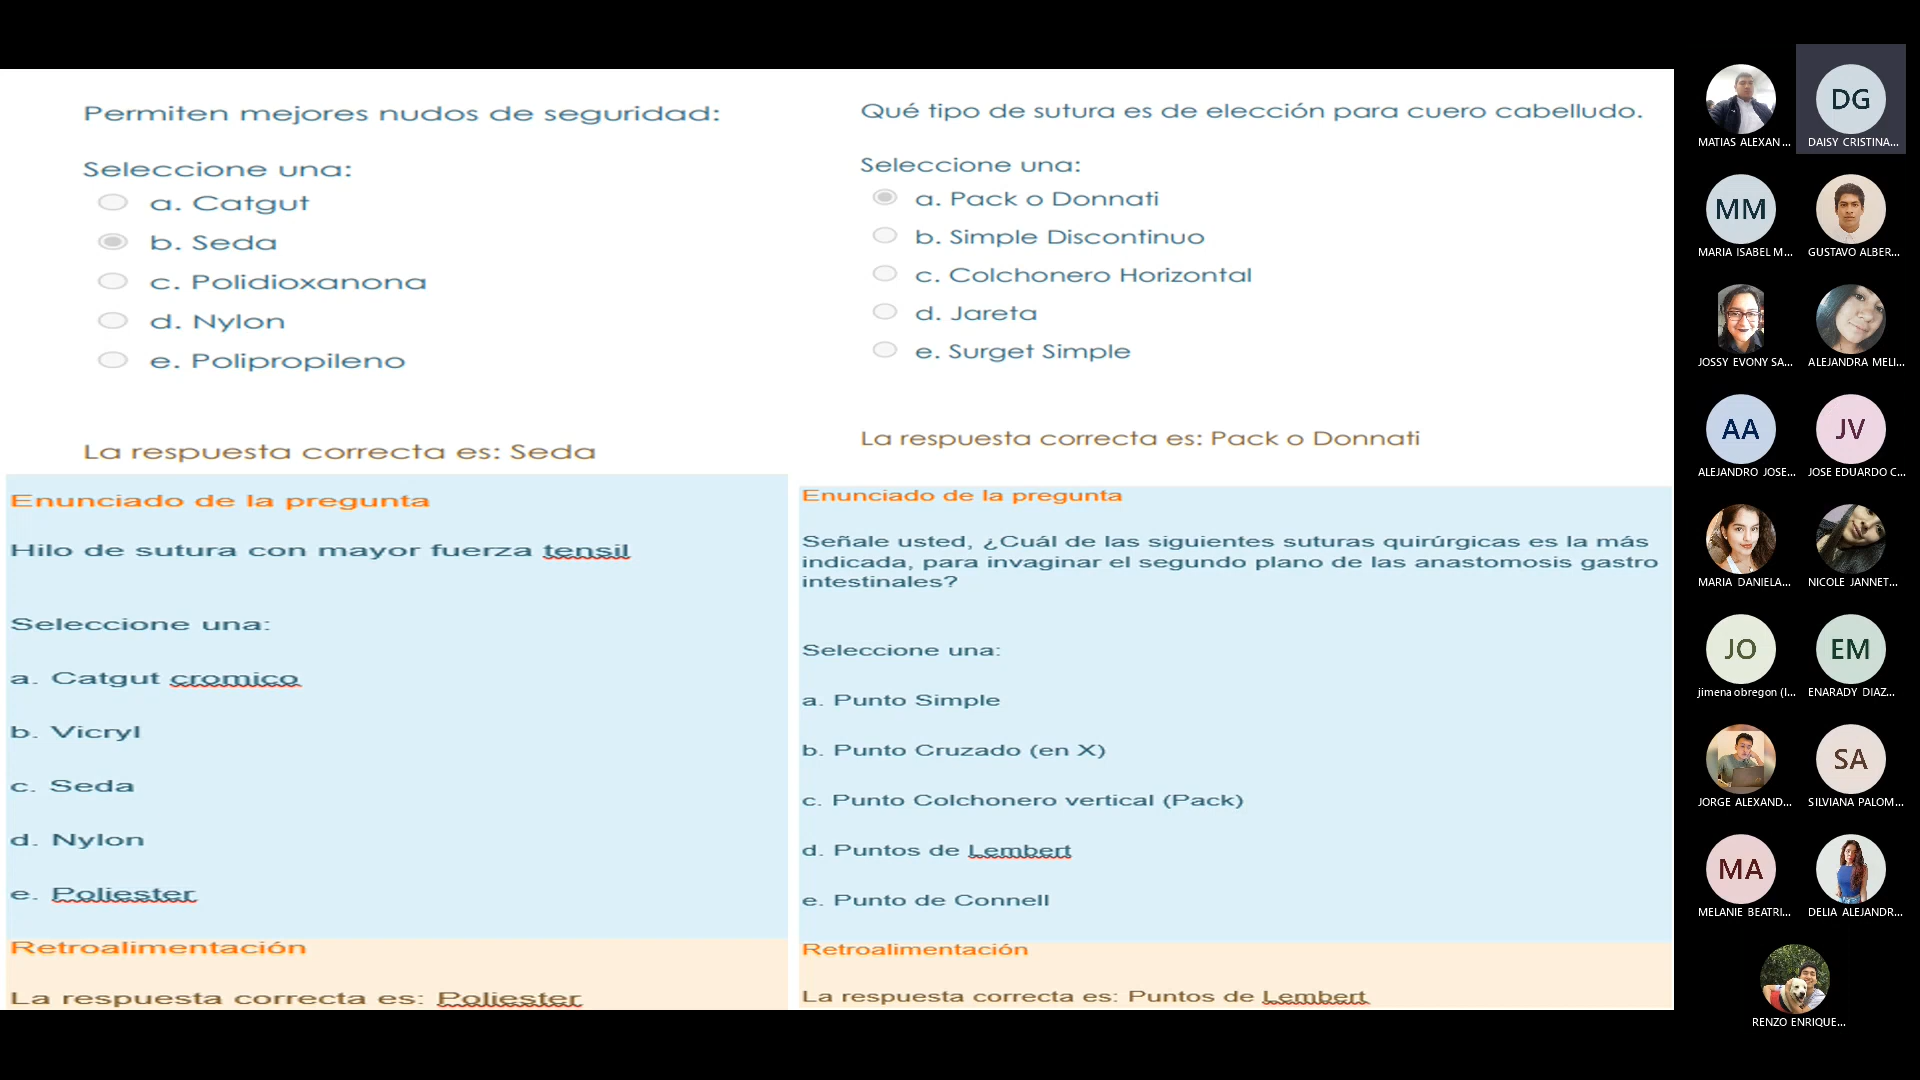 Permiten mejores nudos de seguridad:
Seleccione una:
a. Catgut
b. Seda
c. Polidioxanona
d. Nylon
e. Polipropileno
La respuesta correcta es: Seda
Qué tipo de sutura es de elección para cuero cabelludo.
Seleccione una:
a. Pack o Donnati
b. Simple Discontinuo
c. Colchonero Horizontal
d. Jareta
e. Surget Simple
La respuesta correcta es: Pack o Donnati
Enunciado de la pregunta
Hilo de sutura con mayor fuerza tensil
Seleccione una:
a. Catgut cromico
b. Vicryl
c. Seda
d. Nylon
e. Poliester
Retroalimentación
La respuesta correcta es: Poliester
Enunciado de la pregunta
Señale usted, ¿Cuál de las siguientes suturas quirúrgicas es la más
indicada, para invaginar el segundo plano de las anastomosis gastro
intestinales?
Seleccione una:
a. Punto Simple
b. Punto Cruzado (en X)
c. Punto Colchonero vertical (Pack)
d. Puntos de Lembert
e. Punto de Connell
Retroalimentación
La respuesta correcta es: Puntos de Lembert
MATIAS ALEXAN...
DG
DAISY CRISTINA...
MM
MARIA ISABEL M...
GUSTAVO ALBER...
JOSSY EVONY SA...
ALEJANDRA MELI...
AA
ALEJANDRO JOSE...
JV
JOSE EDUARDO C...
MARIA DANIELA...
NICOLE JANNET...
JO
jimena obregon (I...
EM
ENARADY DIAZ...
JORGE ALEXAND...
SA
SILVIANA PALOM...
MA
MELANIE BEATRI...
DELIA ALEJANDR...
RENZO ENRIQUE...